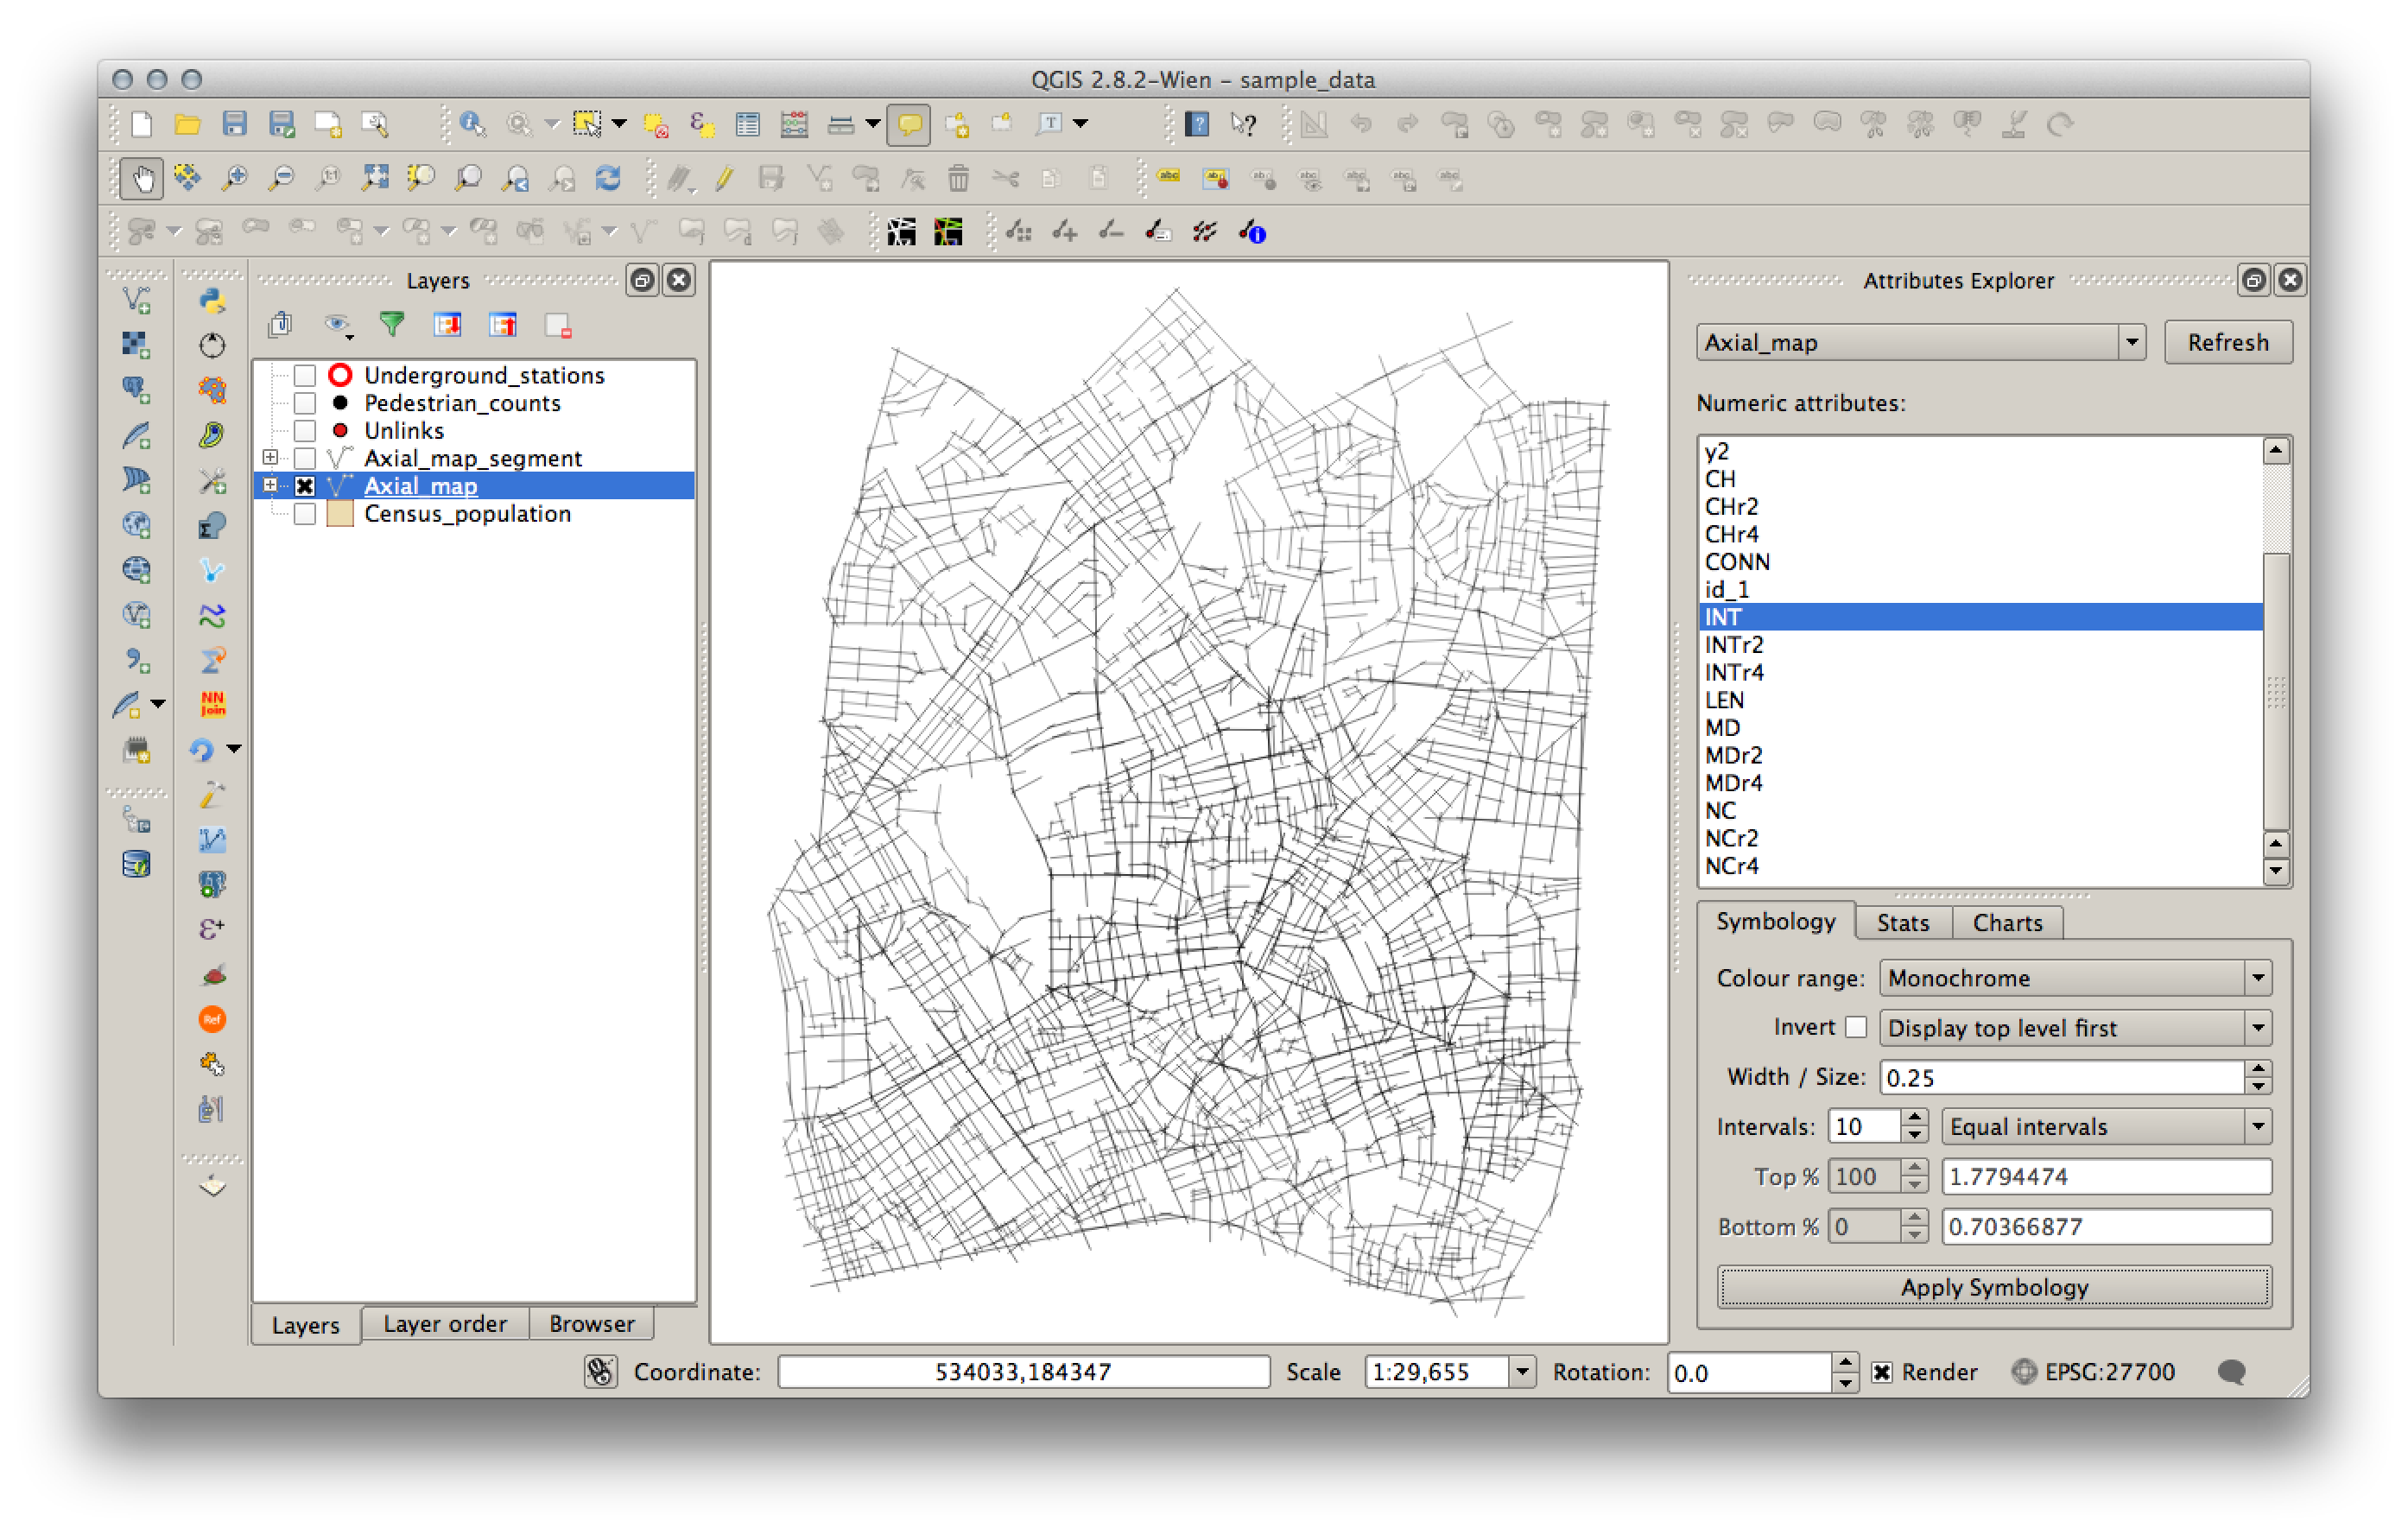 QGIS 2.8.2-Wien – sample_data
Layers
Underground_stations
Pedestrian_counts
Unlinks
Axial_map_segment
Axial_map
Census_population
NN
Join
Ref
Layers
Layer order
Browser
Attributes Explorer
Axial_map
Refresh
Numeric attributes:
y2
CH
CHr2
CHr4
CONN
id_1
INT
INTr2
INTr4
LEN
MD
MDr2
MDr4
NC
NCr2
NCr4
Symbology
Stats
Charts
Colour range: Monochrome
Invert Display top level first
Width / Size: 0.25
Intervals: 10 Equal intervals
Top % 100 1.7794474
Bottom % 0 0.70366877
Apply Symbology
Coordinate: 534033,184347 Scale 1:29,655 Rotation: 0.0 Render EPSG:27700